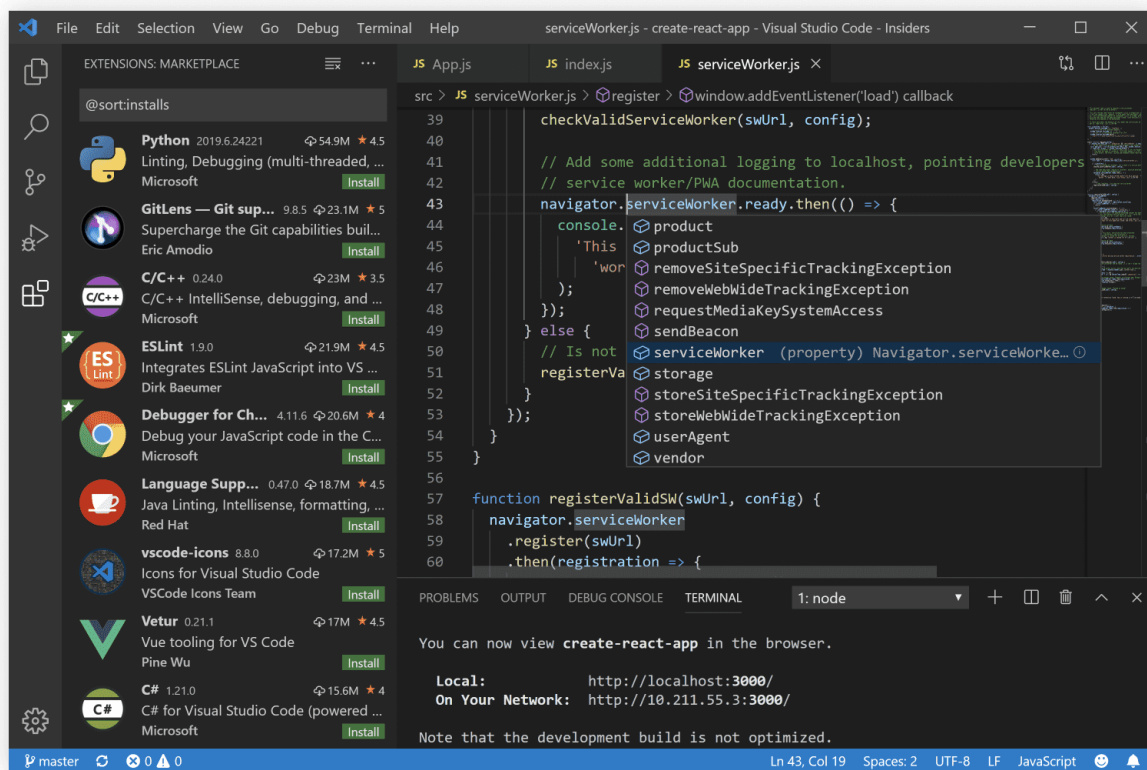 File Edit Selection View Go Debug Terminal Help
serviceWorker.js - create-react-app - Visual Studio Code - Insiders
EXTENSIONS: MARKETPLACE
@sort:installs
Python 2019.6.24221 54.9M ★ 4.5
Linting, Debugging (multi-threaded, ...
Microsoft Install
GitLens — Git sup... 9.8.5 23.1M ★ 5
Supercharge the Git capabilities buil...
Eric Amodio Install
C/C++
C/C++ 0.24.0 23M ★ 3.5
C/C++ IntelliSense, debugging, and ...
Microsoft Install
ES
Lint
ESLint 1.9.0 21.9M ★ 4.5
Integrates ESLint JavaScript into VS ...
Dirk Baeumer Install
Debugger for Ch... 4.11.6 20.6M ★ 4
Debug your JavaScript code in the C...
Microsoft Install
Language Supp... 0.47.0 18.7M ★ 4.5
Java Linting, Intellisense, formatting, ...
Red Hat Install
vscode-icons 8.8.0 17.2M ★ 5
Icons for Visual Studio Code
VSCode Icons Team Install
Vetur 0.21.1 17M ★ 4.5
Vue tooling for VS Code
Pine Wu Install
C#
C# 1.21.0 15.6M ★ 4
C# for Visual Studio Code (powered ...
Microsoft Install
JS App.js JS index.js JS serviceWorker.js
src > JS serviceWorker.js > register > window.addEventListener('load') callback
39 checkValidServiceWorker(swUrl, config);
40
41 // Add some additional logging to localhost, pointing developers
42 // service worker/PWA documentation.
43 navigator.serviceWorker.ready.then(() => {
44 console.
45 'This
46 'wor
47 );
48 });
49 } else {
50 // Is not
51 registerVa
52 }
53 });
54 }
55 }
56
product
productSub
removeSiteSpecificTrackingException
removeWebWideTrackingException
requestMediaKeySystemAccess
sendBeacon
serviceWorker (property) Navigator.serviceWorke...
storage
storeSiteSpecificTrackingException
storeWebWideTrackingException
userAgent
vendor
57 function registerValidSW(swUrl, config) {
58 navigator.serviceWorker
59 .register(swUrl)
60 .then(registration => {
PROBLEMS OUTPUT DEBUG CONSOLE TERMINAL 1: node
You can now view create-react-app in the browser.
Local: http://localhost:3000/
On Your Network: http://10.211.55.3:3000/
Note that the development build is not optimized.
master 0 0 Ln 43, Col 19 Spaces: 2 UTF-8 LF JavaScript